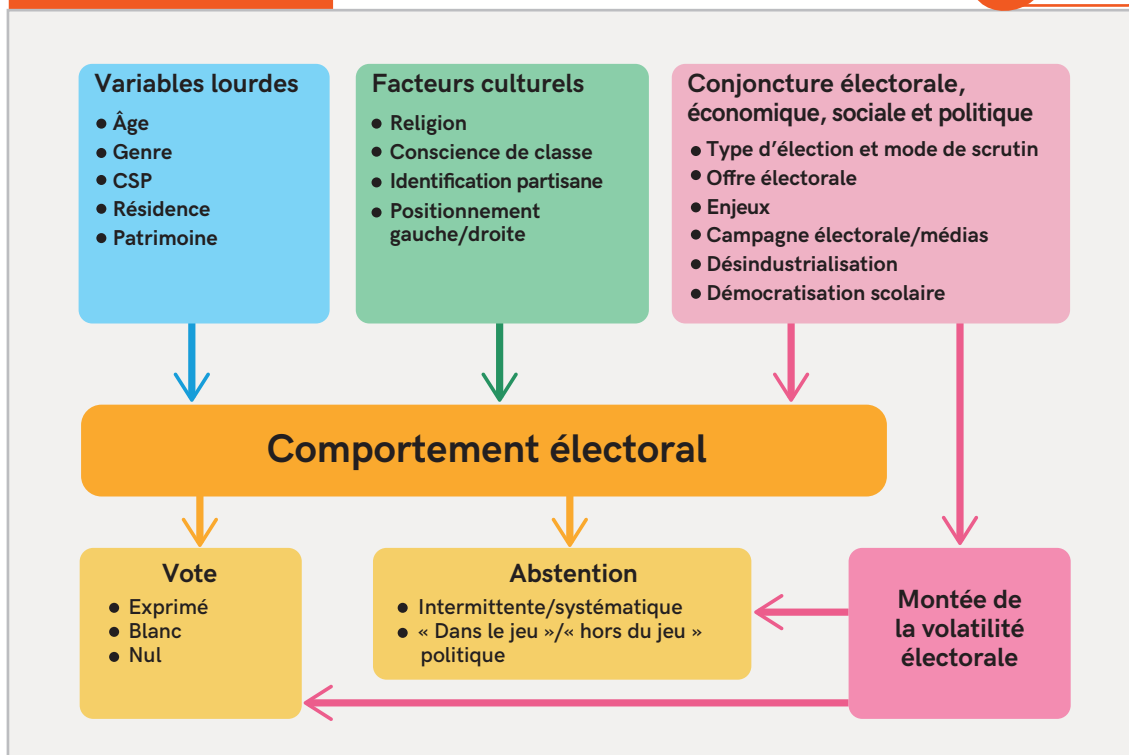 Variables lourdes
• Âge
• Genre
• CSP
• Résidence
• Patrimoine
Facteurs culturels
• Religion
• Conscience de classe
• Identification partisane
• Positionnement
gauche/droite
Conjoncture électorale,
économique, sociale et politique
• Type d'élection et mode de scrutin
• Offre électorale
• Enjeux
• Campagne électorale/médias
• Désindustrialisation
• Démocratisation scolaire
Comportement électoral
Vote
• Exprimé
• Blanc
• Nul
Abstention
• Intermittente/systématique
• « Dans le jeu »/« hors du jeu »
politique
Montée de
la volatilité
électorale